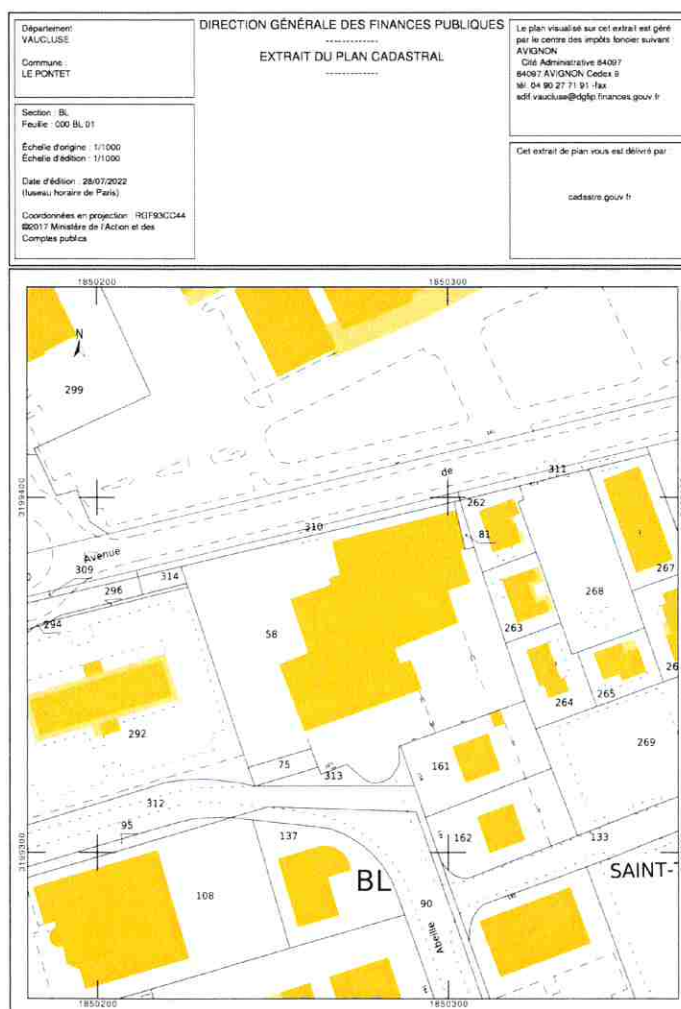 Département :
VAUCLUSE
Commune :
LE PONTET
Section : BL
Feuille : 000 BL 01
Échelle d'origine : 1/1000
Échelle d'édition : 1/1000
Date d'édition : 28/07/2022
(fuseau horaire de Paris)
Coordonnées en projection : RGF93CC44
©2017 Ministère de l'Action et des
Comptes publics
DIRECTION GÉNÉRALE DES FINANCES PUBLIQUES
-------------
EXTRAIT DU PLAN CADASTRAL
-------------
Le plan visualisé sur cet extrait est géré
par le centre des impôts foncier suivant :
AVIGNON
Cité Administrative 84097
84097 AVIGNON Cedex 9
tél. 04 90 27 71 91 -fax
sdif.vaucluse@dgfip.finances.gouv.fr
Cet extrait de plan vous est délivré par :
cadastre.gouv.fr
1850200
1850300
N
299
de
311
3199400
262
310
81
Avenue
309
314
267
296
268
294
58
263
264
265
292
269
75
161
313
312
95
137
162
133
3199300
BL
SAINT-
108
90
Abeille
1850200
1850300